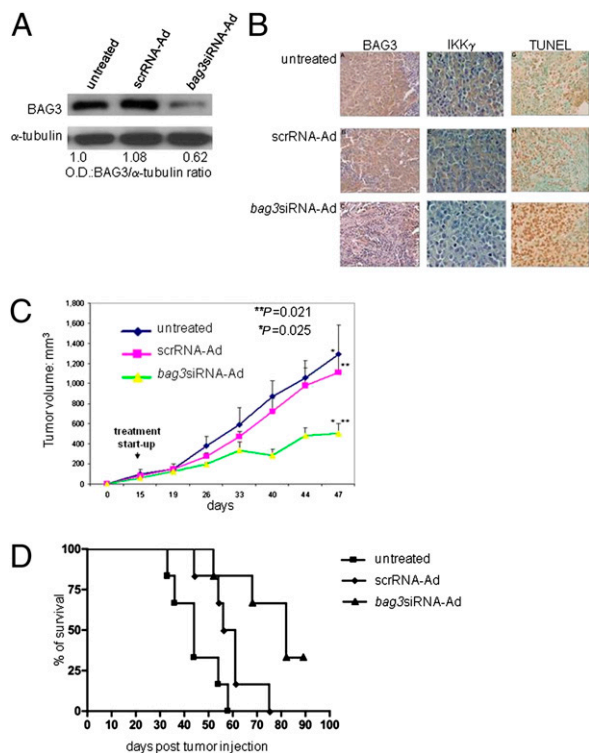 A
untreated
scrRNA-Ad
bag3siRNA-Ad
BAG3
α-tubulin
1.0 1.08 0.62
O.D.:BAG3/α-tubulin ratio
B
BAG3 IKKγ TUNEL
untreated
scrRNA-Ad
bag3siRNA-Ad
A
G
H
C
Tumor volume: mm³
1,800
1,600
1,400
1,200
1,000
800
600
400
200
0
untreated
scrRNA-Ad
bag3siRNA-Ad
**P=0.021
*P=0.025
treatment
start-up
*
**
*,**
0 15 19 26 33 40 44 47
days
D
% of survival
100
75
50
25
0
0 10 20 30 40 50 60 70 80 90 100
days post tumor injection
untreated
scrRNA-Ad
bag3siRNA-Ad